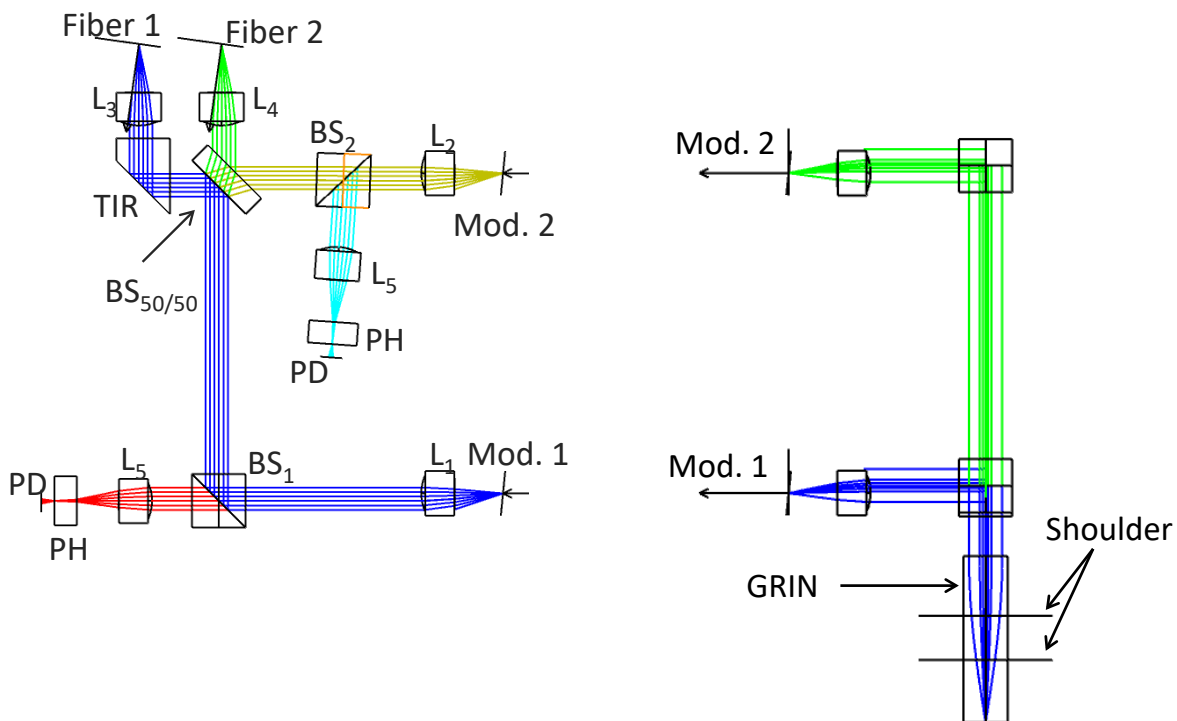 Fiber 1
Fiber 2
L3
L4
BS2
L2
TIR
Mod. 2
BS50/50
L5
PH
PD
L5
BS1
L1
Mod. 1
PD
PH
Mod. 2
Mod. 1
Shoulder
GRIN